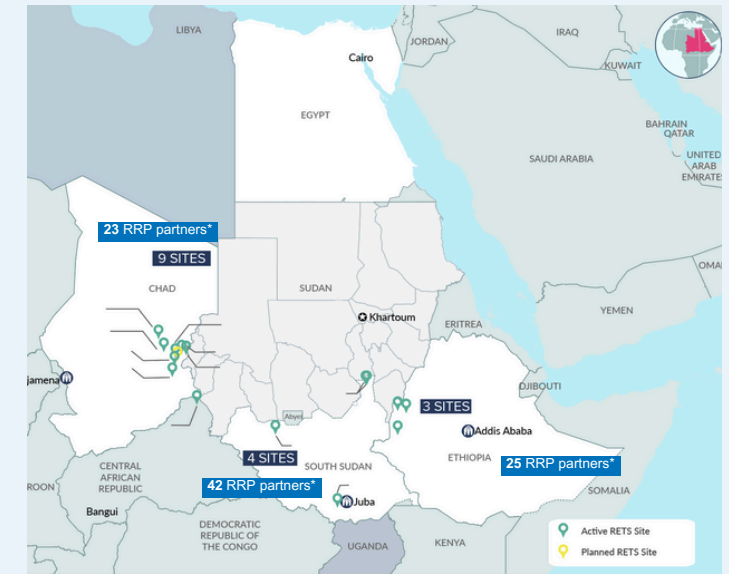 LIBYA
JORDAN
IRAQ
Cairo
KUWAIT
EGYPT
BAHRAIN
QATAR
SAUDI ARABIA
UNITED
ARAB
EMIRATE
23 RRP partners*
9 SITES
OMA
CHAD
SUDAN
YEMEN
Khartoum
ERITREA
jamena
DJIBOUTI
3 SITES
Abyei
Addis Ababa
4 SITES
SOUTH SUDAN
ETHIOPIA
25 RRP partners*
CENTRAL
AFRICAN
REPUBLIC
ROON
42 RRP partners*
SOMALIA
Juba
Bangui
DEMOCRATIC
REPUBLIC OF
THE CONGO
UGANDA
KENYA
Active RETS Site
Planned RETS Site